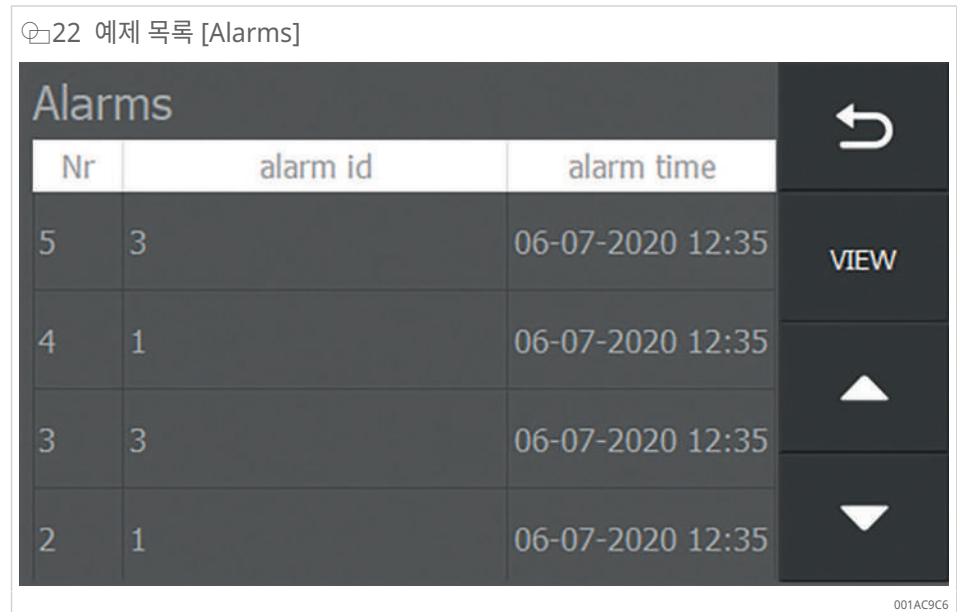 22 예제 목록 [Alarms]
Alarms
Nr alarm id alarm time
5 3 06-07-2020 12:35
VIEW
4 1 06-07-2020 12:35
3 3 06-07-2020 12:35
2 1 06-07-2020 12:35
001AC9C6